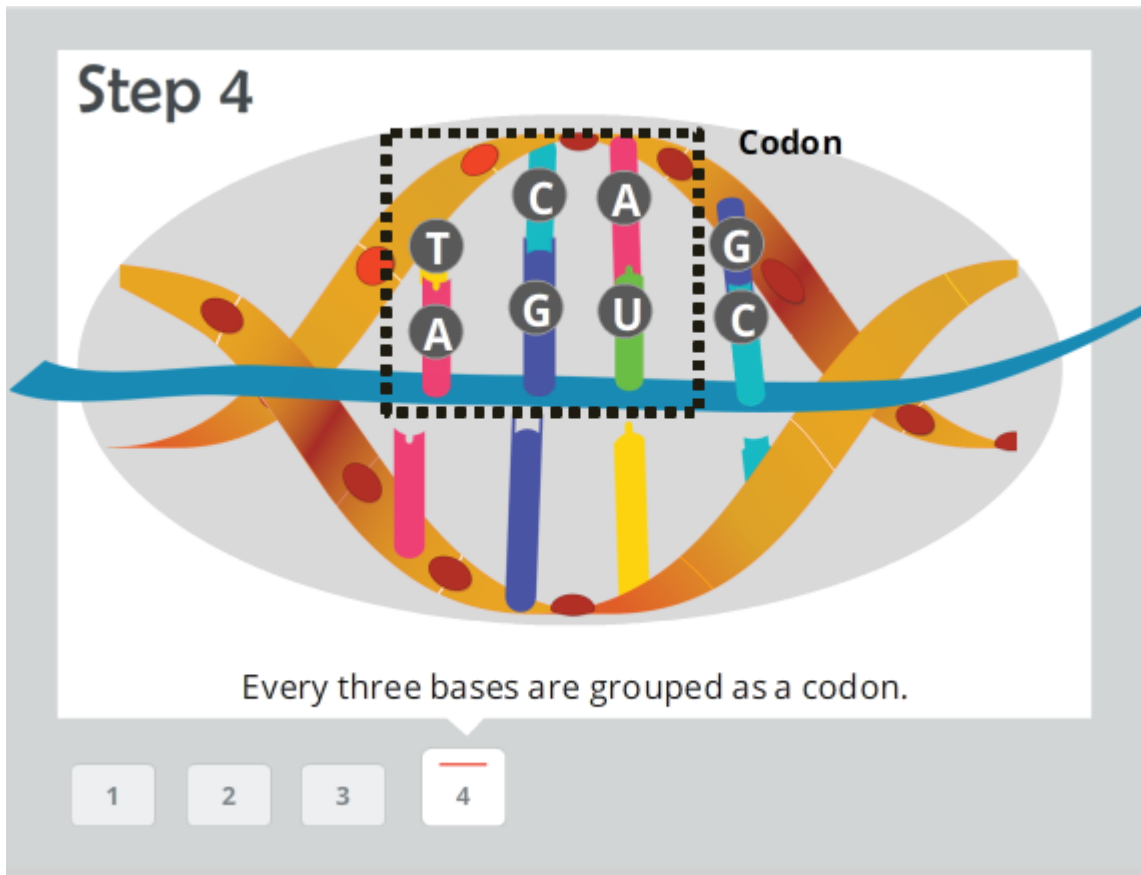 Step 4
Codon
T C A G
A G U C
Every three bases are grouped as a codon.
1 2 3 4